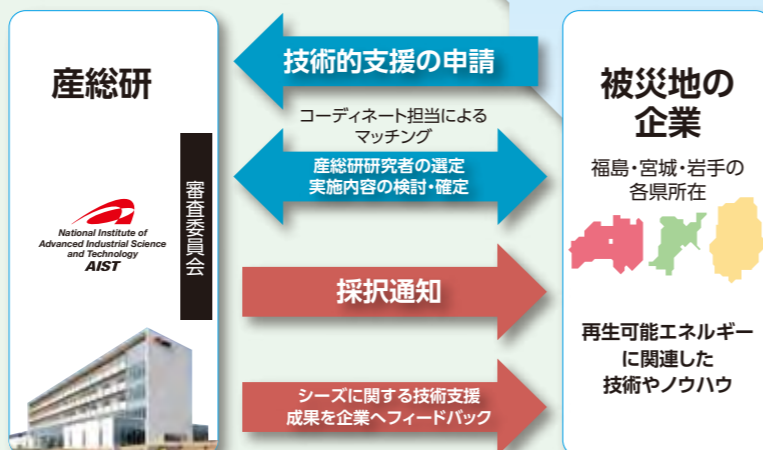 産総研
National Institute of
Advanced Industrial Science
and Technology
AIST
審査委員会
技術的支援の申請
コーディネート担当による
マッチング
産総研研究者の選定
実施内容の検討・確定
採択通知
シーズに関する技術支援
成果を企業へフィードバック
被災地の
企業
福島・宮城・岩手の
各県所在
再生可能エネルギー
に関連した
技術やノウハウ